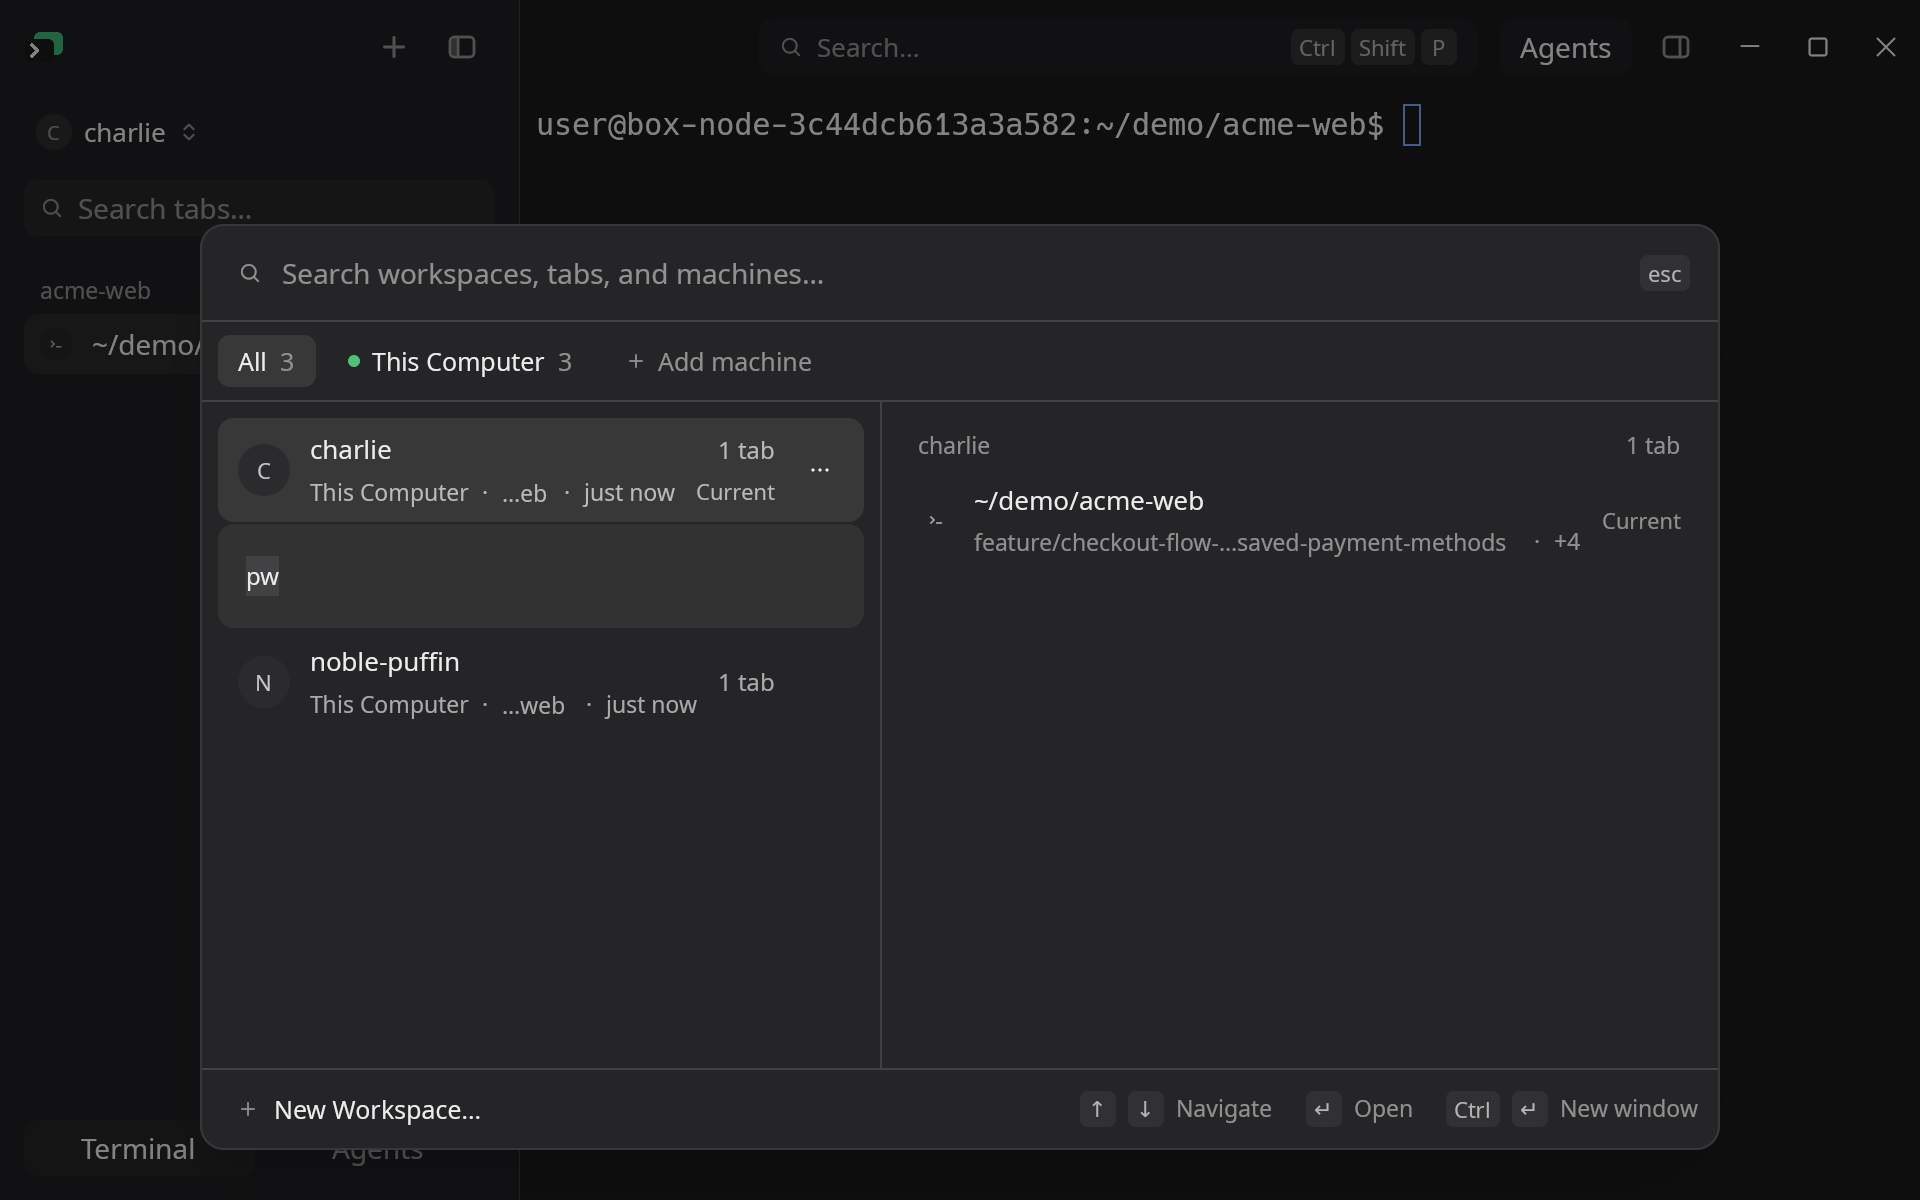 Search...
Ctrl Shift P
Agents
C charlie
user@box-node-3c44dcb613a3a582:~/demo/acme-web$
Search tabs...
acme-web
~/demo/
Search workspaces, tabs, and machines...
esc
All 3
This Computer 3
+ Add machine
C
charlie
1 tab
This Computer · ...eb · just now
Current
pw
N
noble-puffin
1 tab
This Computer · ...web · just now
charlie
1 tab
~/demo/acme-web
feature/checkout-flow-...saved-payment-methods · +4
Current
+ New Workspace...
↑ ↓ Navigate
↵ Open
Ctrl ↵ New window
Terminal
Agents